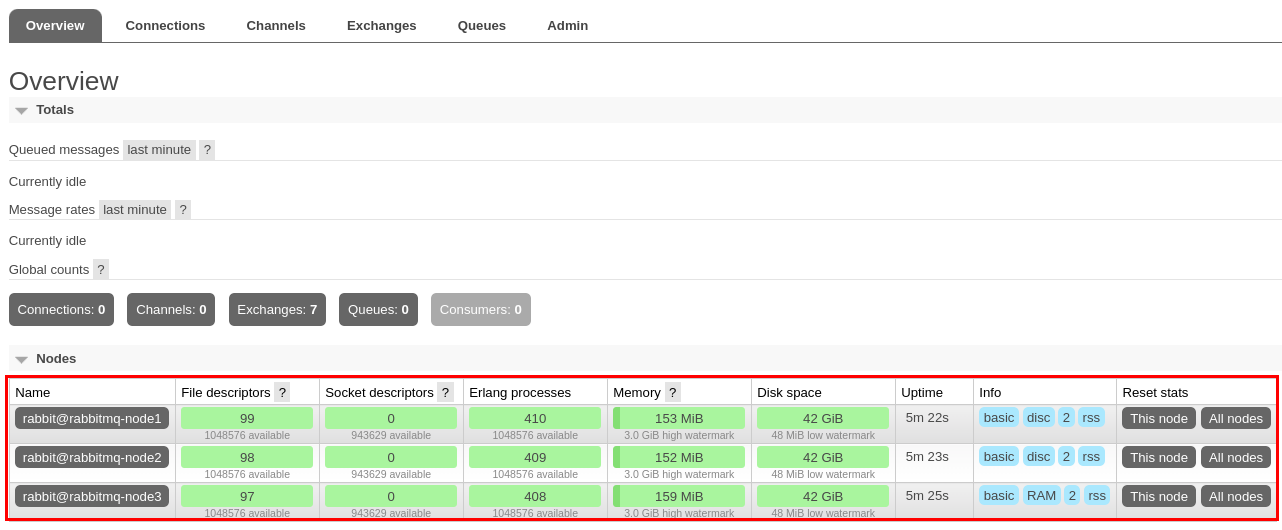 Overview Connections Channels Exchanges Queues Admin
Overview
Totals
Queued messages last minute ?
Currently idle
Message rates last minute ?
Currently idle
Global counts ?
Connections: 0 Channels: 0 Exchanges: 7 Queues: 0 Consumers: 0
Nodes
Name File descriptors ? Socket descriptors ? Erlang processes Memory ? Disk space Uptime Info Reset stats
rabbit@rabbitmq-node1 99 0 410 153 MiB 42 GiB 5m 22s basic disc 2 rss This node All nodes
1048576 available 943629 available 1048576 available 3.0 GiB high watermark 48 MiB low watermark
rabbit@rabbitmq-node2 98 0 409 152 MiB 42 GiB 5m 23s basic disc 2 rss This node All nodes
1048576 available 943629 available 1048576 available 3.0 GiB high watermark 48 MiB low watermark
rabbit@rabbitmq-node3 97 0 408 159 MiB 42 GiB 5m 25s basic RAM 2 rss This node All nodes
1048576 available 943629 available 1048576 available 3.0 GiB high watermark 48 MiB low watermark